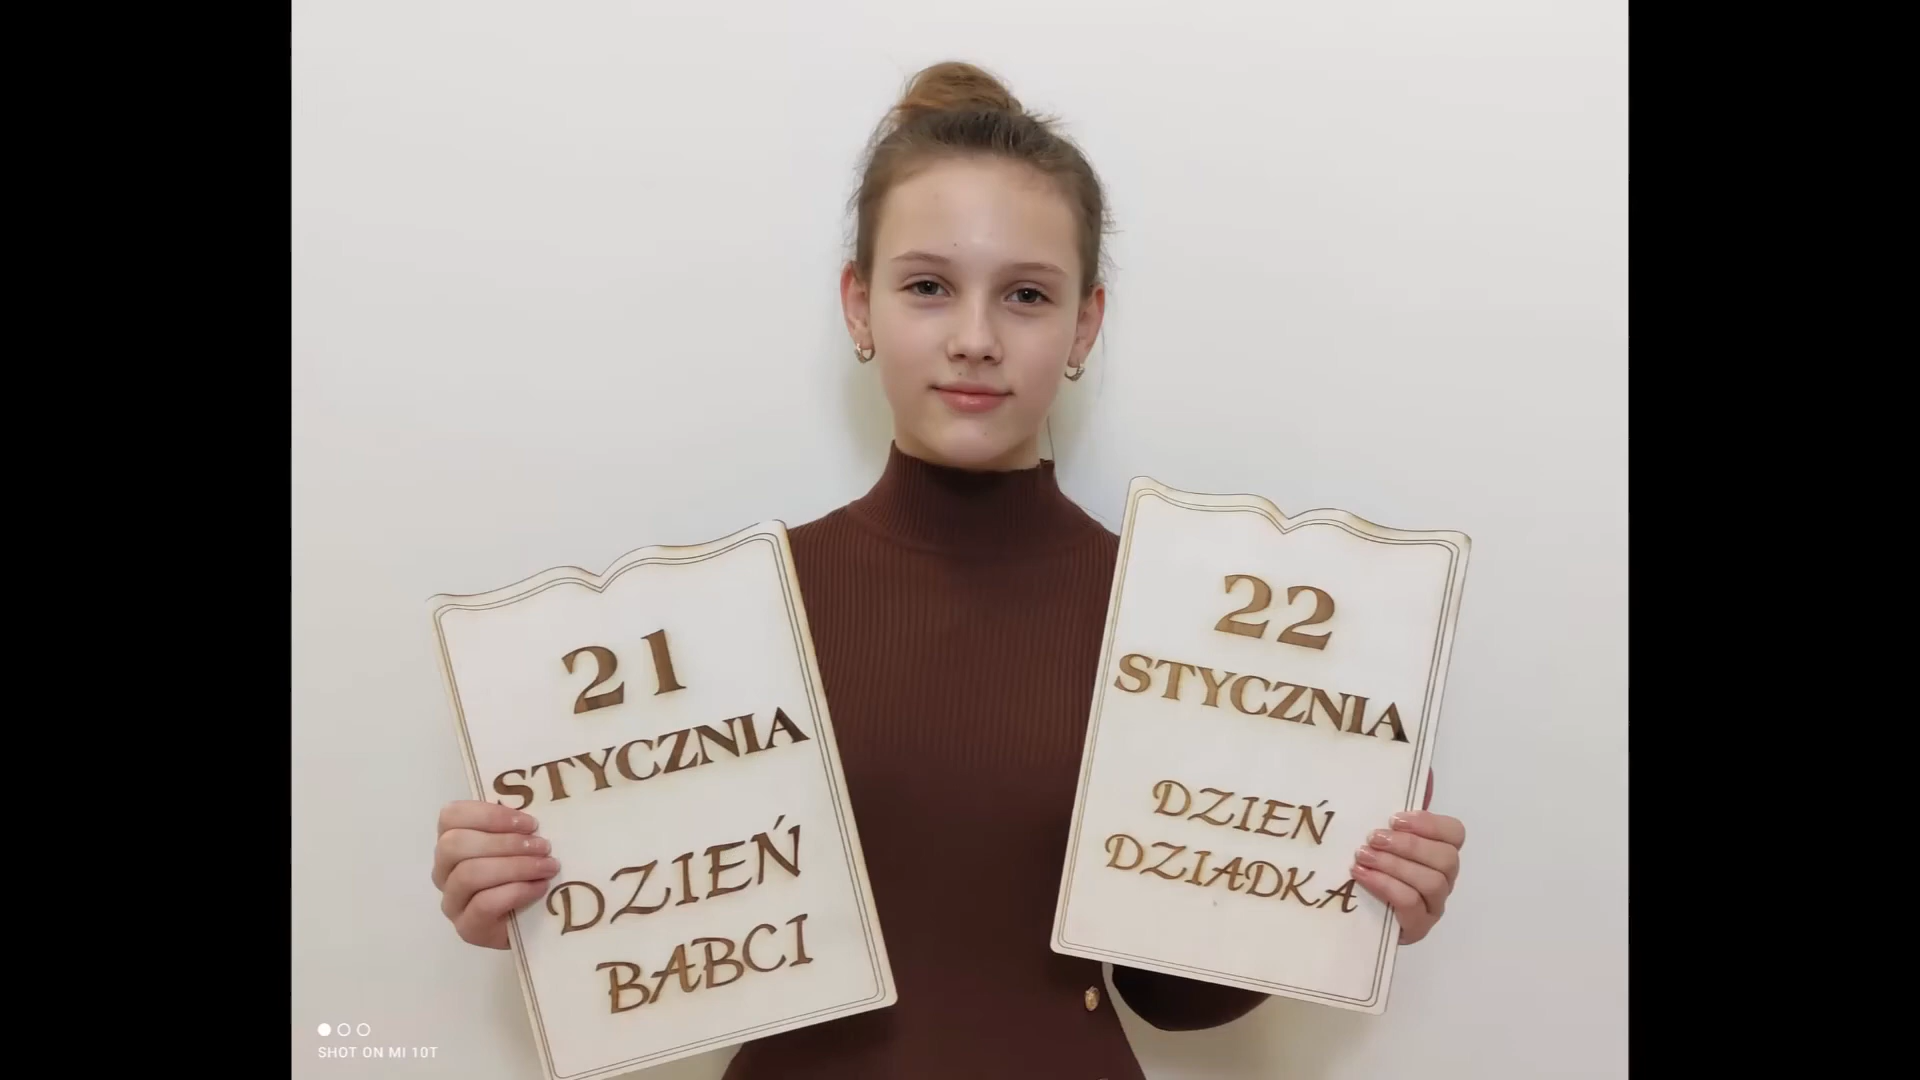 21
STYCZNIA
DZIEŃ
BABCI
22
STYCZNIA
DZIEŃ
DZIADKA
SHOT ON MI 10T